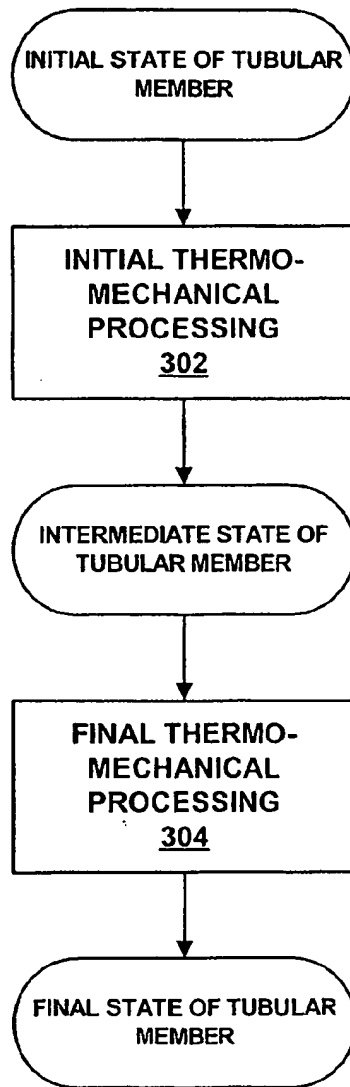 INITIAL STATE OF TUBULAR
MEMBER
INITIAL THERMO-
MECHANICAL
PROCESSING
302
INTERMEDIATE STATE OF
TUBULAR MEMBER
FINAL THERMO-
MECHANICAL
PROCESSING
304
FINAL STATE OF TUBULAR
MEMBER